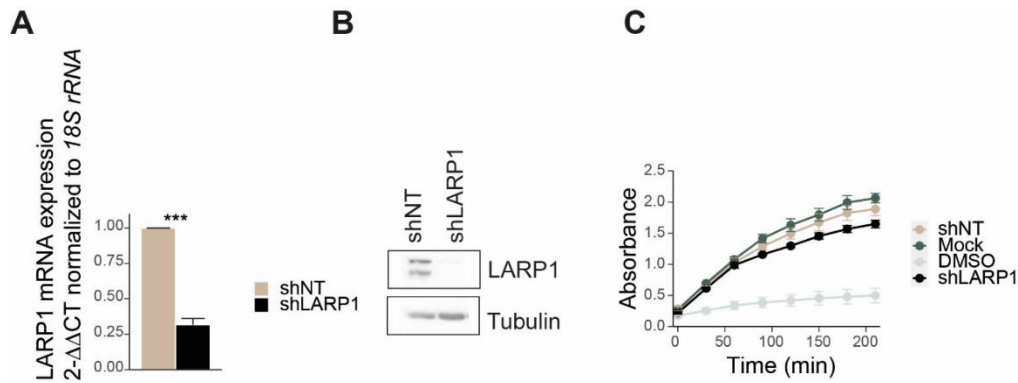 A
LARP1 mRNA expression
2-ΔΔCT normalized to 18S rRNA
1.00
0.75
0.50
0.25
0.00
***
shNT
shLARP1
B
shNT
shLARP1
LARP1
Tubulin
C
Absorbance
2.5
2.0
1.5
1.0
0.5
0.0
0 50 100 150 200
Time (min)
shNT
Mock
DMSO
shLARP1